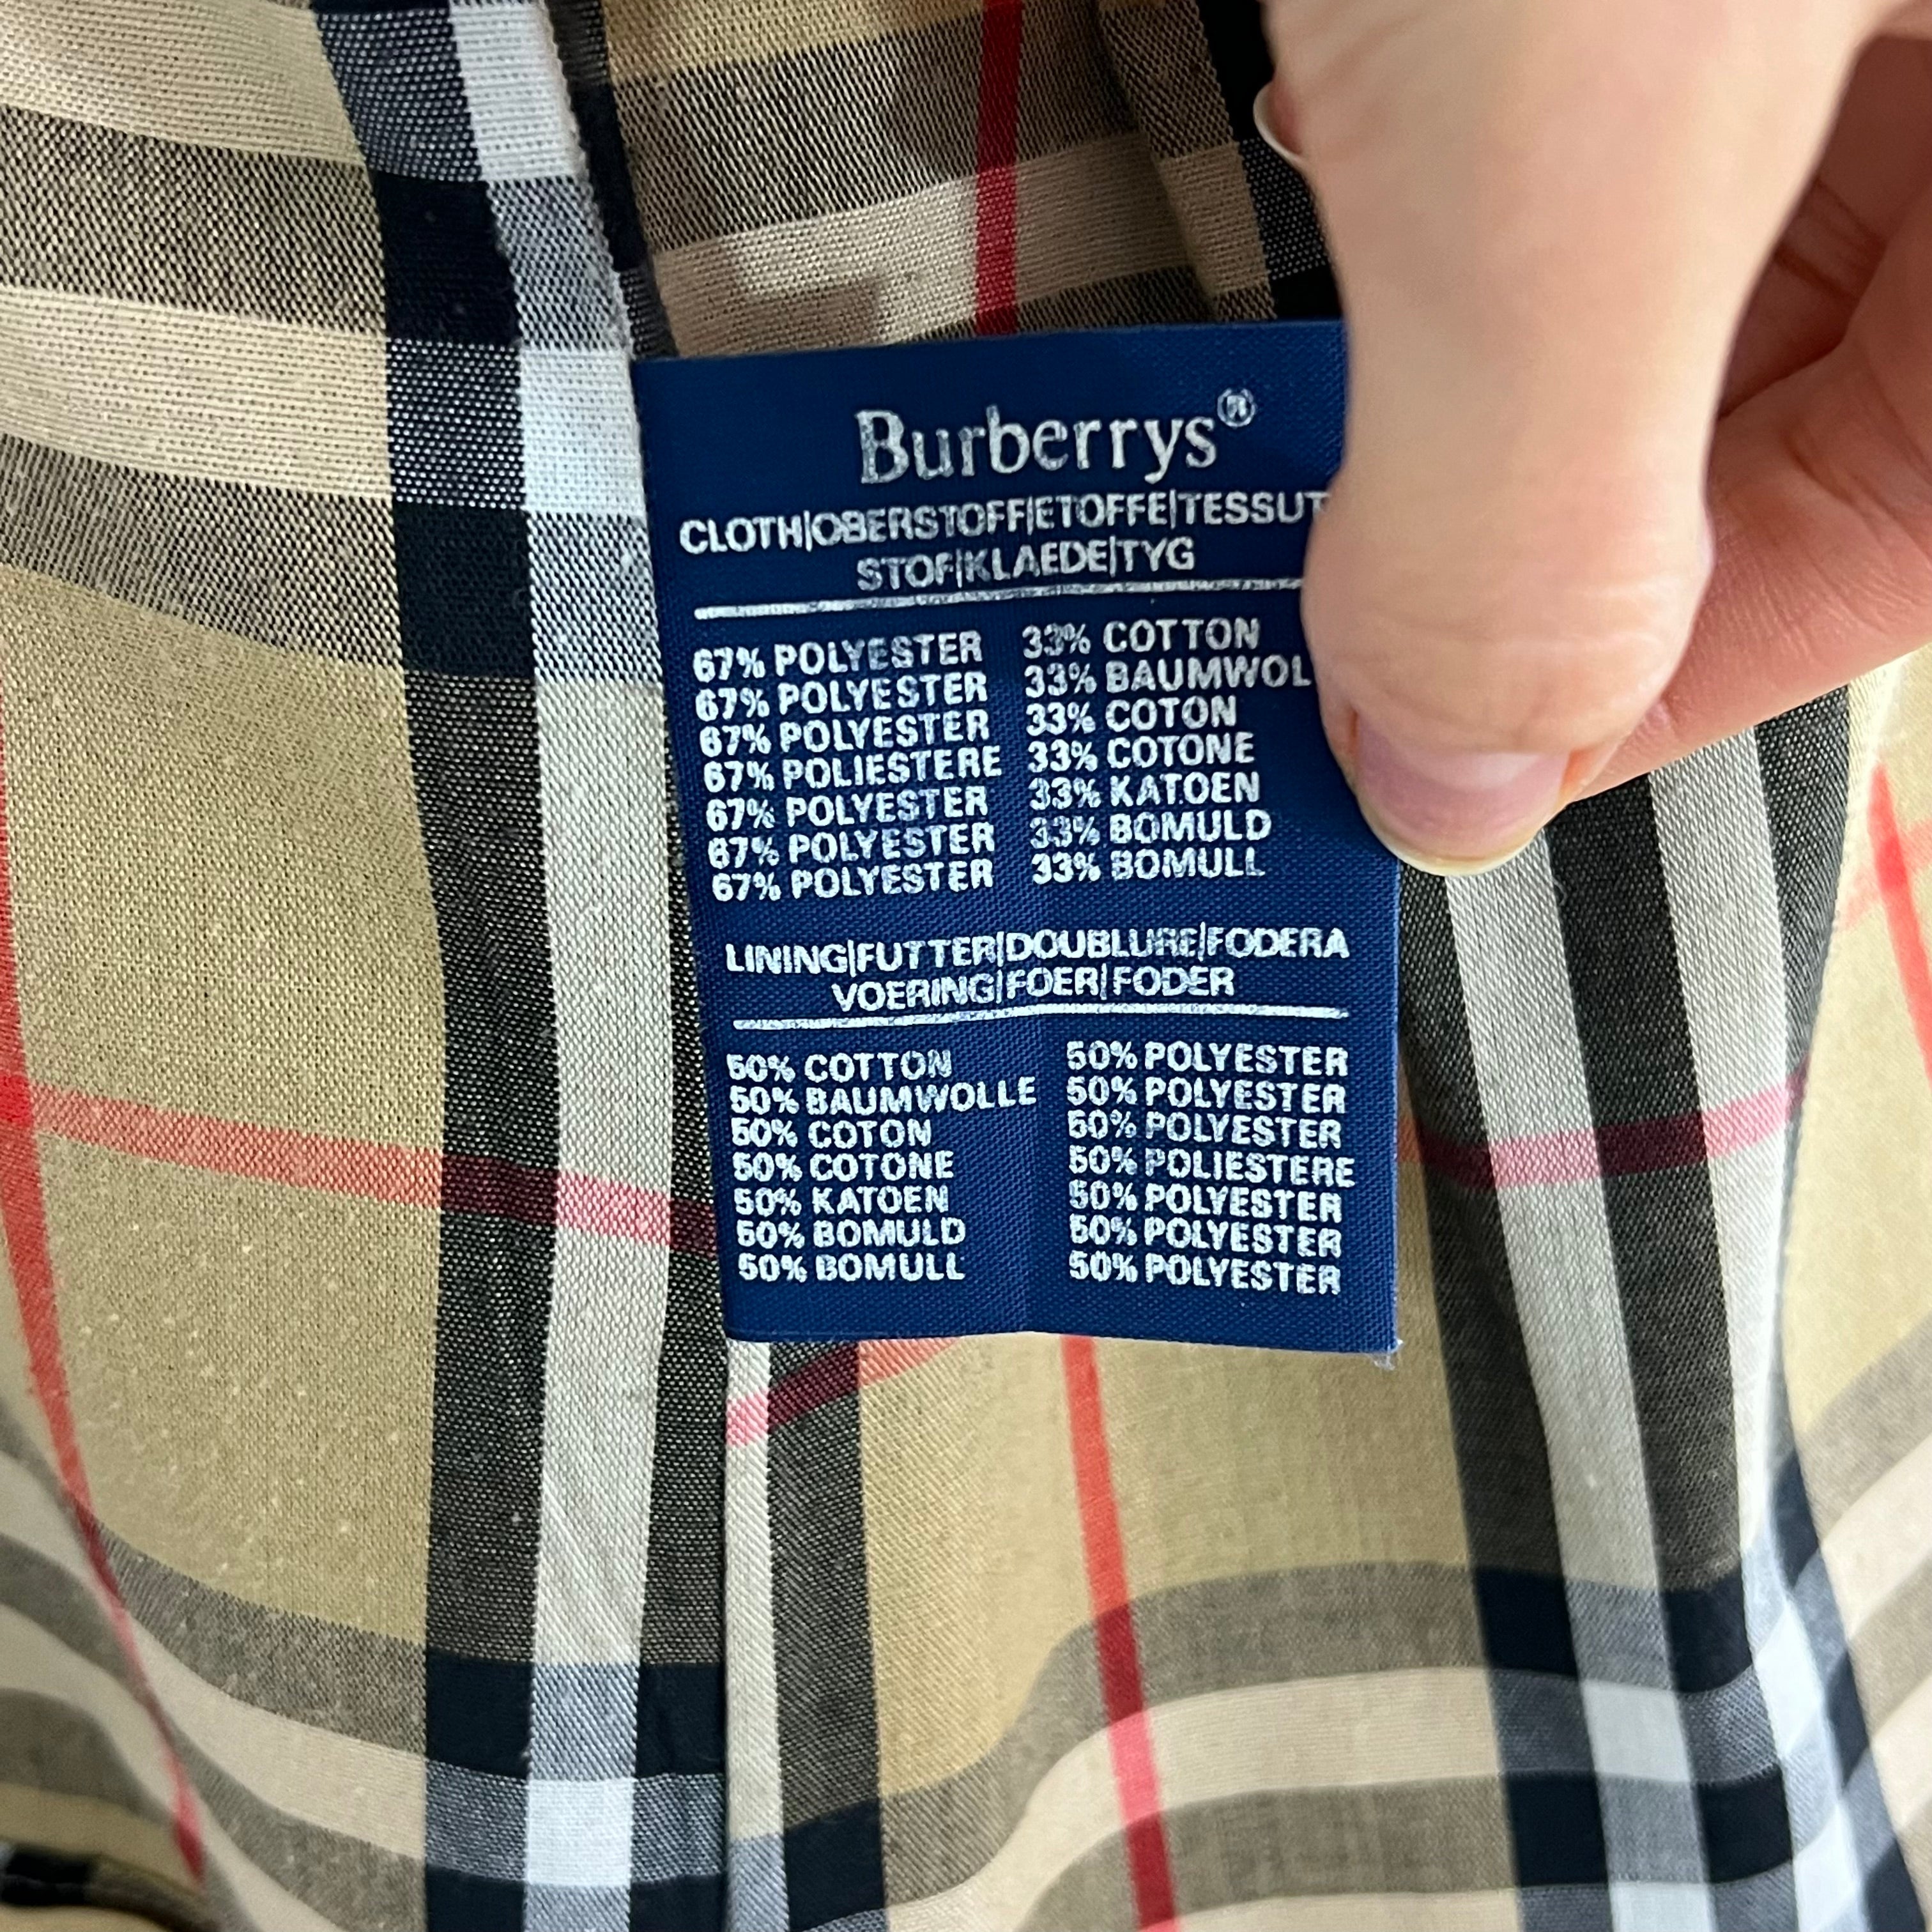 Burberrys®
CLOTH|OBERSTOFF|ETOFFE|TESSUT
STOF|KLAEDE|TYG
67% POLYESTER 33% COTTON
67% POLYESTER 33% BAUMWOL
67% POLYESTER 33% COTON
67% POLIESTERE 33% COTONE
67% POLYESTER 33% KATOEN
67% POLYESTER 33% BOMULD
67% POLYESTER 33% BOMULL
LINING|FUTTER|DOUBLURE|FODERA
VOERING|FOER|FODER
50% COTTON 50% POLYESTER
50% BAUMWOLLE 50% POLYESTER
50% COTON 50% POLYESTER
50% COTONE 50% POLIESTERE
50% KATOEN 50% POLYESTER
50% BOMULD 50% POLYESTER
50% BOMULL 50% POLYESTER